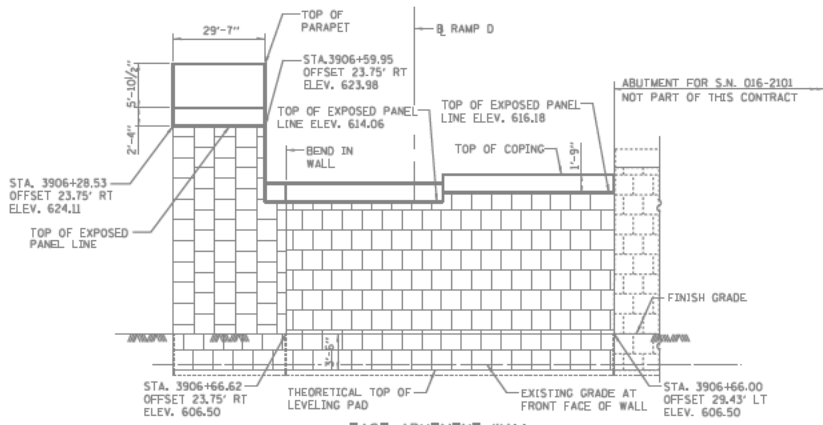 29'-7"
TOP OF
PARAPET
℄ RAMP D
STA.3906+59.95
OFFSET 23.75' RT
ELEV. 623.98
5'-10½"
2'-4"
ABUTMENT FOR S.N. 016-2101
NOT PART OF THIS CONTRACT
TOP OF EXPOSED PANEL
LINE ELEV. 614.06
TOP OF EXPOSED PANEL
LINE ELEV. 616.18
BEND IN
WALL
TOP OF COPING
1'-9"
STA. 3906+28.53
OFFSET 23.75' RT
ELEV. 624.11
TOP OF EXPOSED
PANEL LINE
FINISH GRADE
3'-6"
STA. 3906+66.62
OFFSET 23.75' RT
ELEV. 606.50
THEORETICAL TOP OF
LEVELING PAD
EXISTING GRADE AT
FRONT FACE OF WALL
STA. 3906+66.00
OFFSET 29.43' LT
ELEV. 606.50